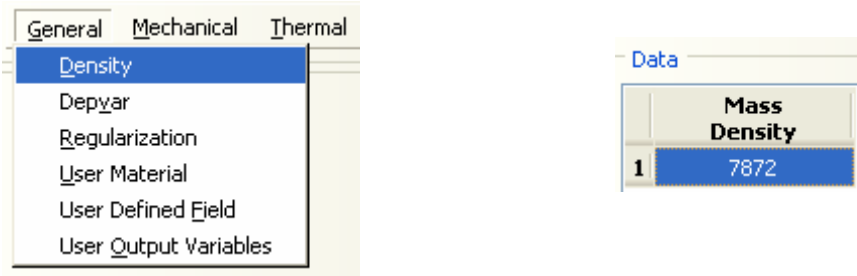 General Mechanical Thermal
Density
Depvar
Regularization
User Material
User Defined Field
User Output Variables
Data
Mass
Density
1 7872